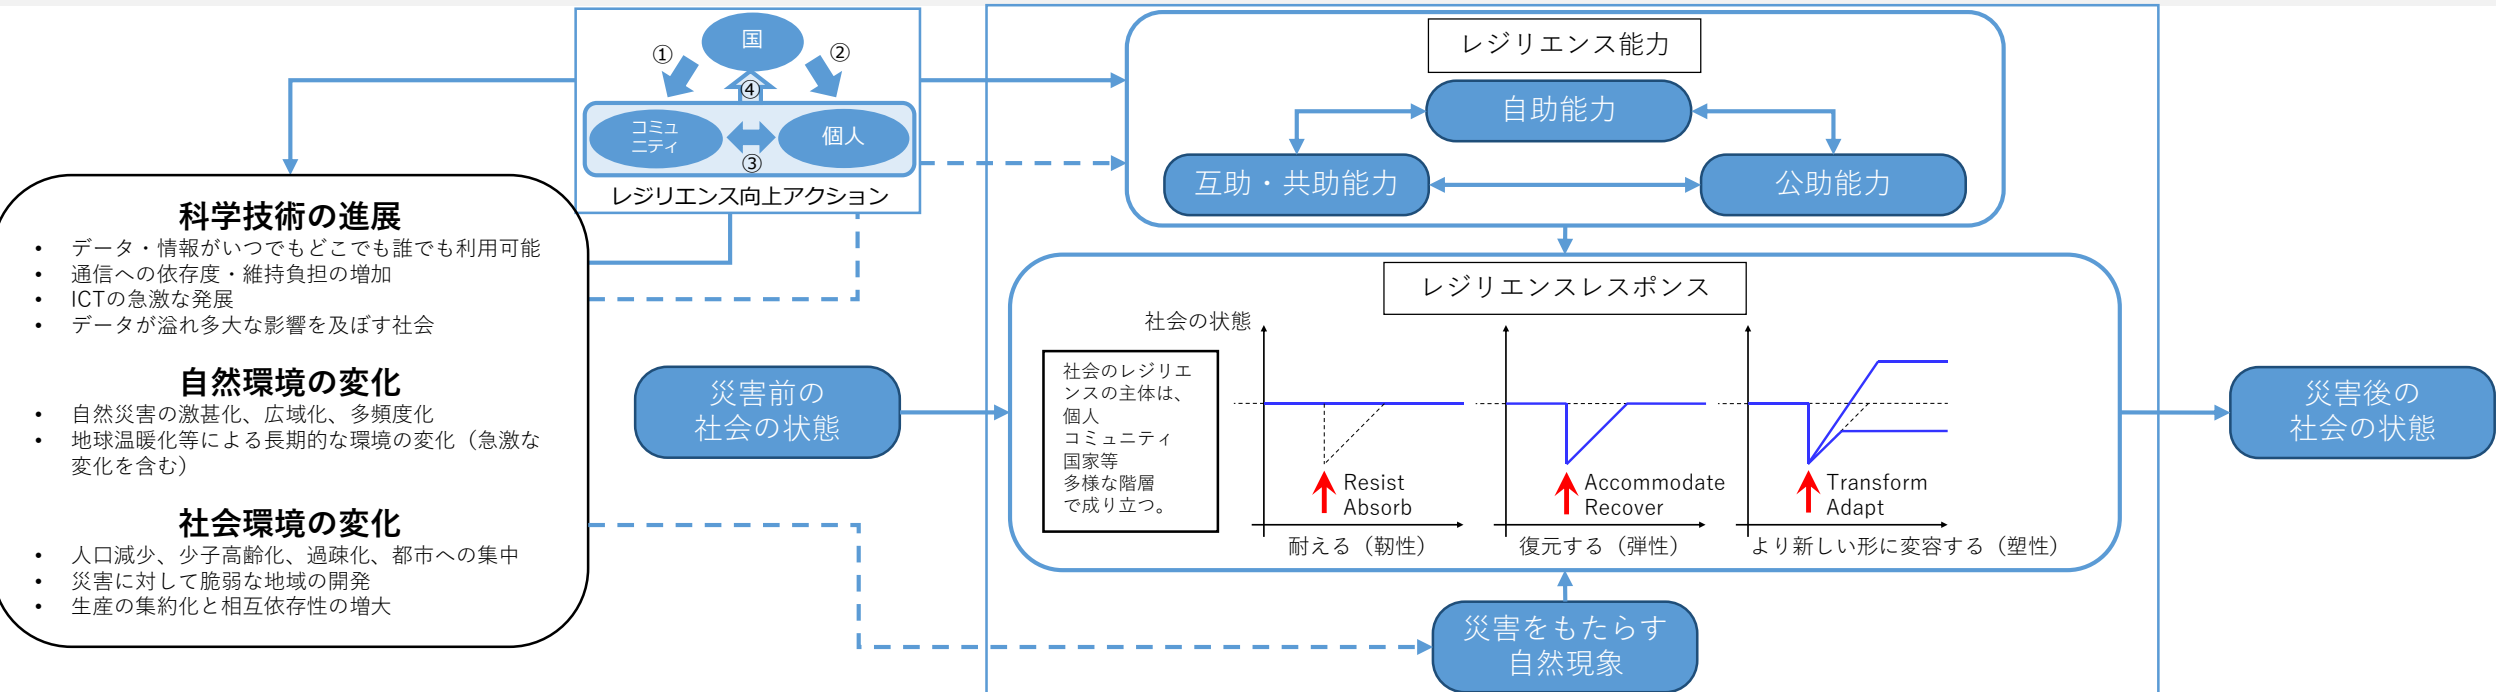 国
①
②
④
コミュ
ニティ
個人
③
レジリエンス向上アクション
科学技術の進展
• データ・情報がいつでもどこでも誰でも利用可能
• 通信への依存度・維持負担の増加
• ICTの急激な発展
• データが溢れ多大な影響を及ぼす社会
自然環境の変化
• 自然災害の激甚化、広域化、多頻度化
• 地球温暖化等による長期的な環境の変化（急激な
変化を含む）
社会環境の変化
• 人口減少、少子高齢化、過疎化、都市への集中
• 災害に対して脆弱な地域の開発
• 生産の集約化と相互依存性の増大
災害前の
社会の状態
レジリエンス能力
自助能力
互助・共助能力
公助能力
レジリエンスレスポンス
社会の状態
社会のレジリエ
ンスの主体は、
個人
コミュニティ
国家等
多様な階層
で成り立つ。
Resist
Absorb
耐える（靭性）
Accommodate
Recover
復元する（弾性）
Transform
Adapt
より新しい形に変容する（塑性）
災害をもたらす
自然現象
災害後の
社会の状態